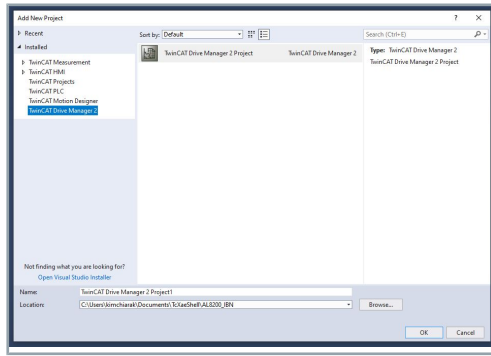 Add New Project
? ×
Recent
Sort by: Default
Search (Ctrl+E)
Installed
TwinCAT Drive Manager 2 Project TwinCAT Drive Manager 2
Type: TwinCAT Drive Manager 2
TwinCAT Drive Manager 2 Project
TwinCAT Measurement
TwinCAT HMI
TwinCAT Projects
TwinCAT PLC
TwinCAT Motion Designer
TwinCAT Drive Manager 2
Not finding what you are looking for?
Open Visual Studio Installer
Name: TwinCAT Drive Manager 2 Project1
Location: C:\Users\kimchiarak\Documents\TcXaeShell\AL8200_IBN
Browse...
OK Cancel